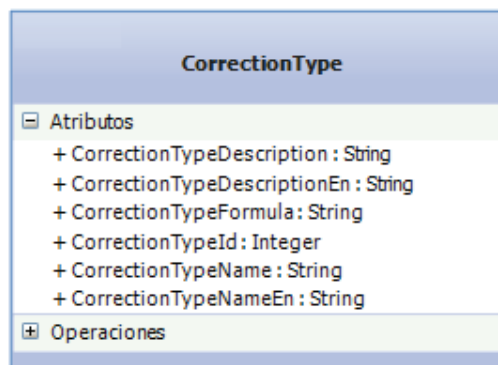 CorrectionType
Atributos
+ CorrectionTypeDescription : String
+ CorrectionTypeDescriptionEn : String
+ CorrectionTypeFormula : String
+ CorrectionTypeId : Integer
+ CorrectionTypeName : String
+ CorrectionTypeNameEn : String
Operaciones